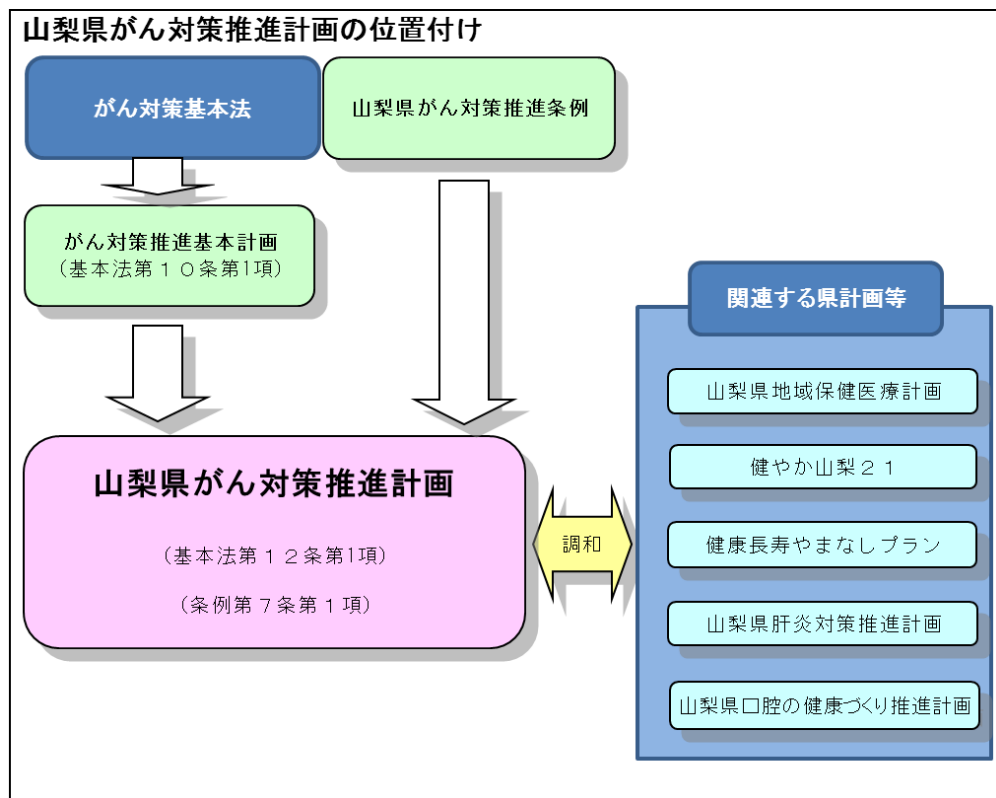 山梨県がん対策推進計画の位置付け
がん対策基本法
山梨県がん対策推進条例
がん対策推進基本計画
（基本法第１０条第1項）
山梨県がん対策推進計画
（基本法第１２条第1項）
（条例第７条第１項）
調和
関連する県計画等
山梨県地域保健医療計画
健やか山梨２１
健康長寿やまなしプラン
山梨県肝炎対策推進計画
山梨県口腔の健康づくり推進計画